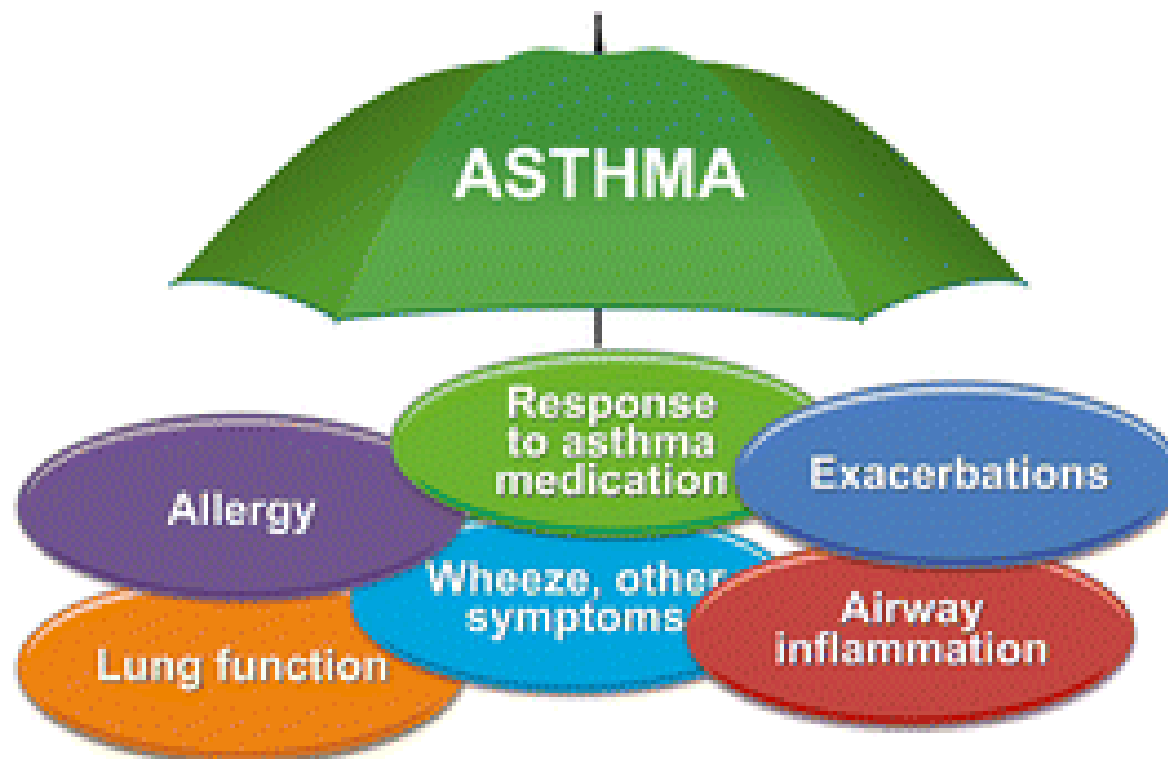 ASTHMA
Response
to asthma
medication
Exacerbations
Allergy
Wheeze, other
symptoms
Airway
inflammation
Lung function